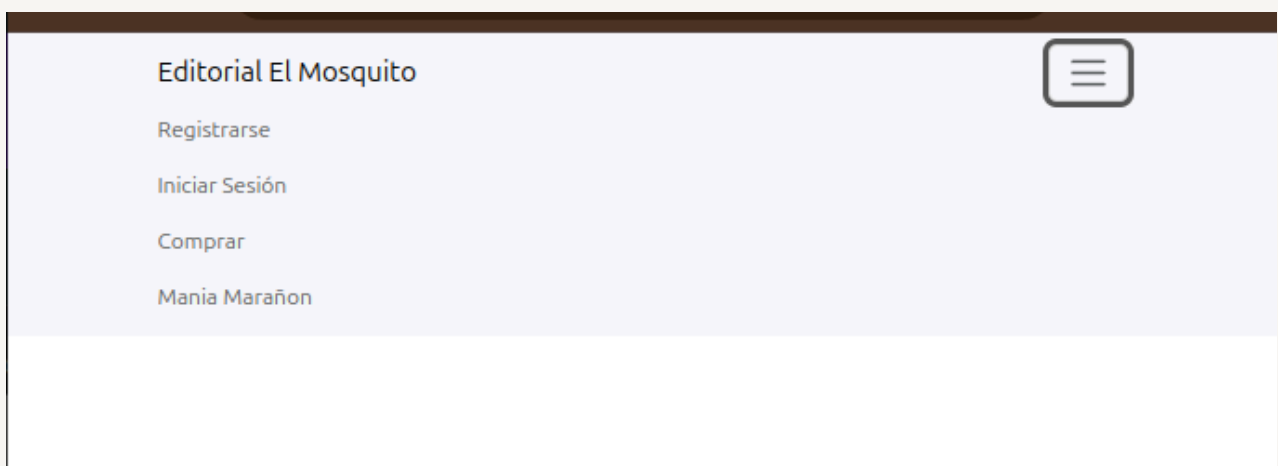 Editorial El Mosquito
Registrarse
Iniciar Sesión
Comprar
Mania Marañon